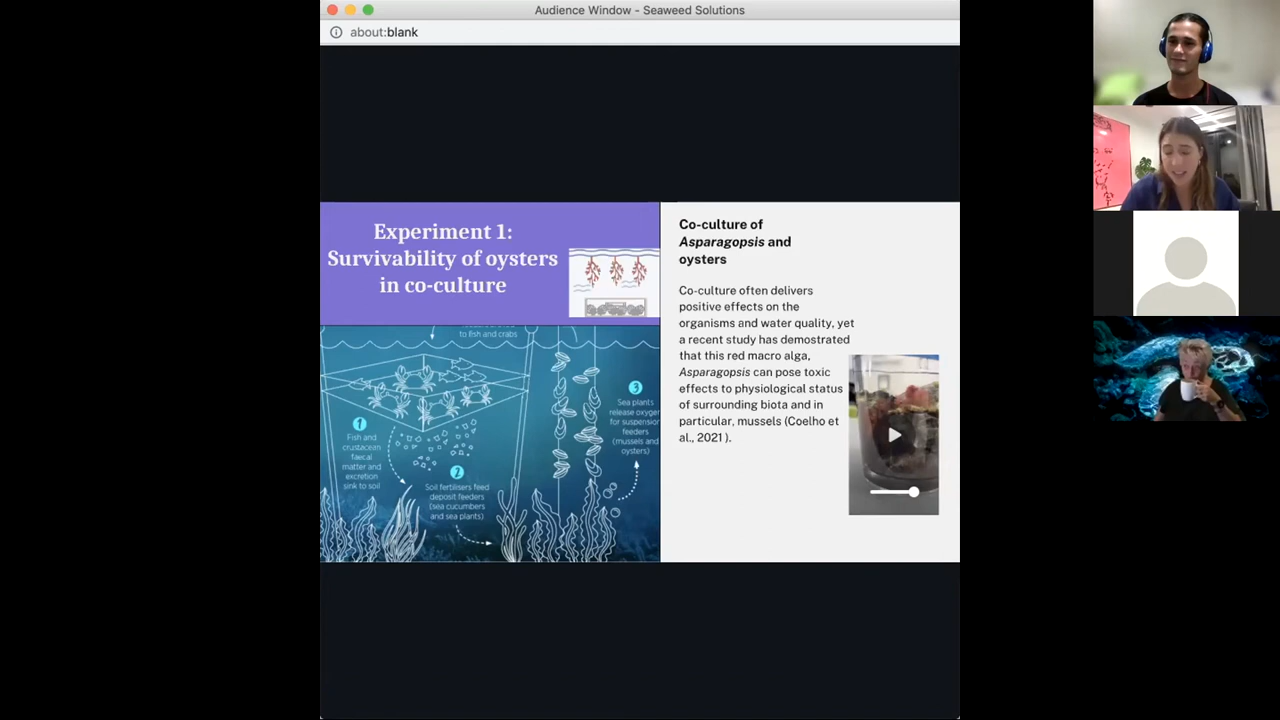 Audience Window - Seaweed Solutions
about:blank
Experiment 1:
Survivability of oysters
in co-culture
to fish and crabs
1
Fish and
crustacean
faecal
matter and
excretion
sink to soil
2
Soil fertilisers feed
deposit feeders
(sea cucumbers
and sea plants)
3
Sea plants
release oxygen
for suspension
feeders
(mussels and
oysters)
Co-culture of
Asparagopsis and
oysters
Co-culture often delivers
positive effects on the
organisms and water quality, yet
a recent study has demostrated
that this red macro alga,
Asparagopsis can pose toxic
effects to physiological status
of surrounding biota and in
particular, mussels (Coelho et
al., 2021 ).